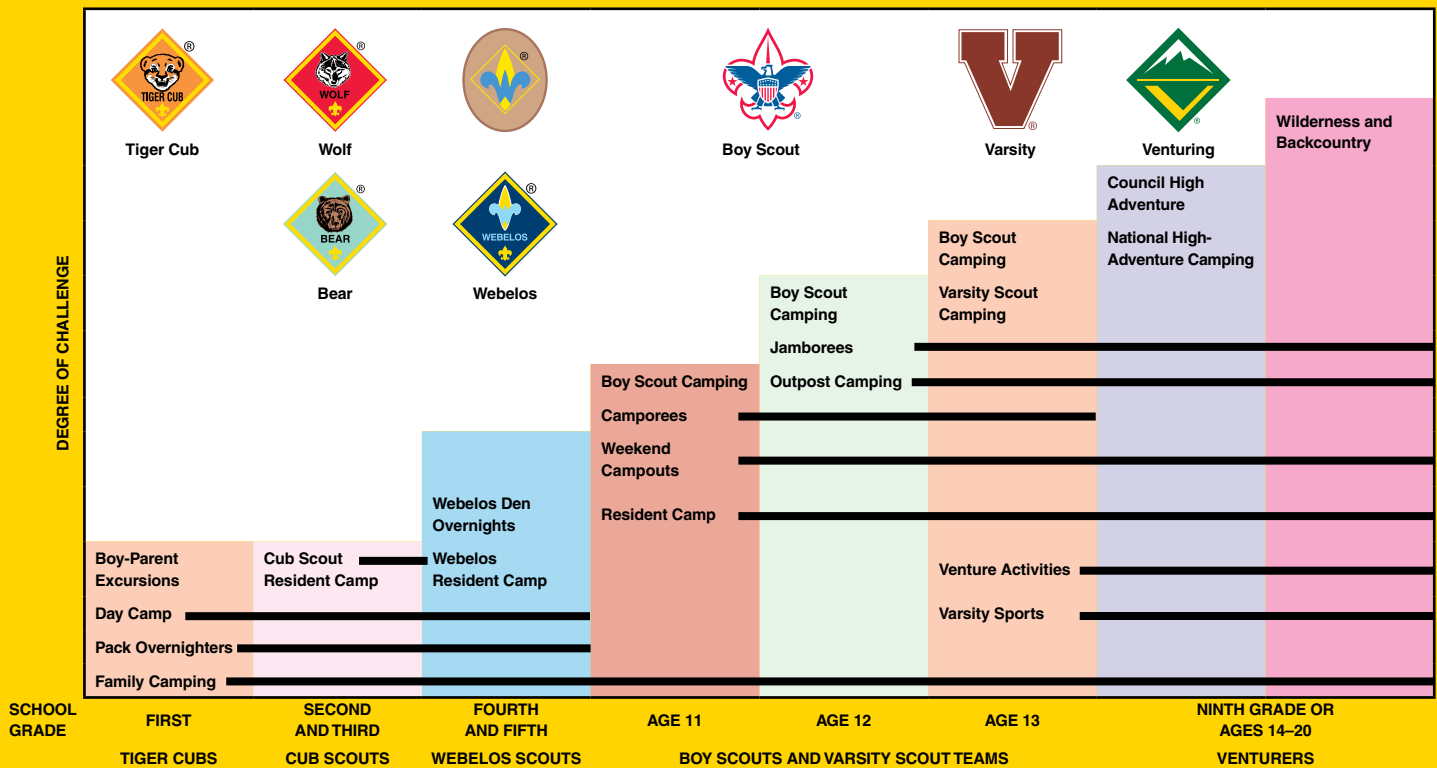 ®
TIGER CUB
Tiger Cub
®
WOLF
Wolf
®
BEAR
Bear
®
®
WEBELOS
Webelos
®
Boy Scout
®
Varsity
®
Venturing
DEGREE OF CHALLENGE
Boy-Parent
Excursions
Day Camp
Pack Overnighters
Family Camping
Cub Scout
Resident Camp
Webelos Den
Overnights
Webelos
Resident Camp
Boy Scout Camping
Camporees
Weekend
Campouts
Resident Camp
Boy Scout
Camping
Jamborees
Outpost Camping
Boy Scout
Camping
Varsity Scout
Camping
Venture Activities
Varsity Sports
Council High
Adventure
National High-
Adventure Camping
Wilderness and
Backcountry
SCHOOL
GRADE
FIRST
SECOND
AND THIRD
FOURTH
AND FIFTH
AGE 11
AGE 12
AGE 13
NINTH GRADE OR
AGES 14–20
TIGER CUBS
CUB SCOUTS
WEBELOS SCOUTS
BOY SCOUTS AND VARSITY SCOUT TEAMS
VENTURERS